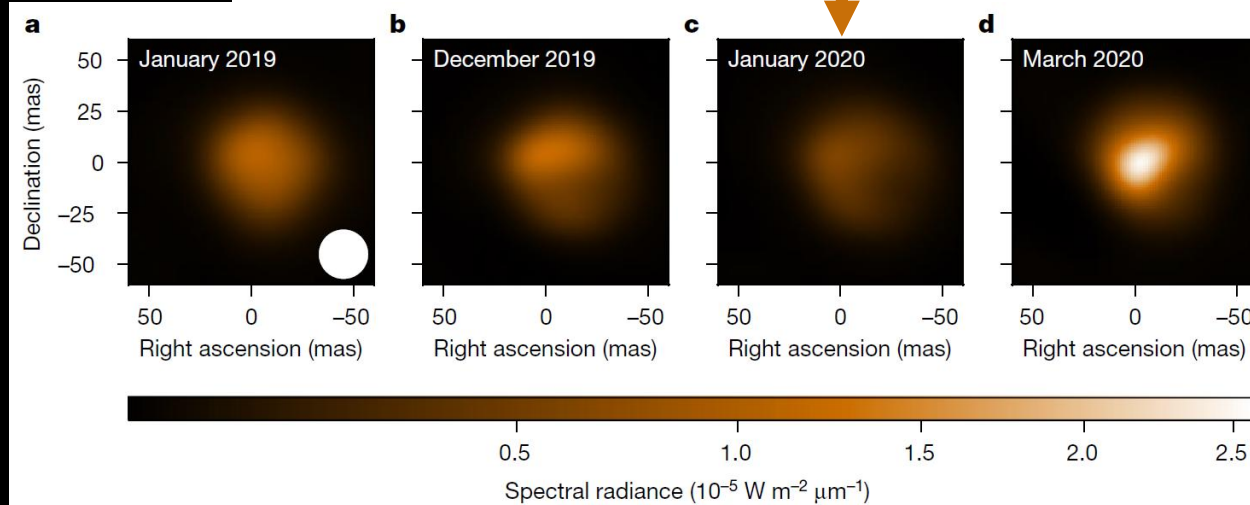 a
January 2019
b
December 2019
c
January 2020
d
March 2020
Declination (mas)
50
25
0
–25
–50
50 0 –50
50 0 –50
50 0 –50
50 0 –50
Right ascension (mas)
Right ascension (mas)
Right ascension (mas)
Right ascension (mas)
0.5 1.0 1.5 2.0 2.5
Spectral radiance (10⁻⁵ W m⁻² μm⁻¹)